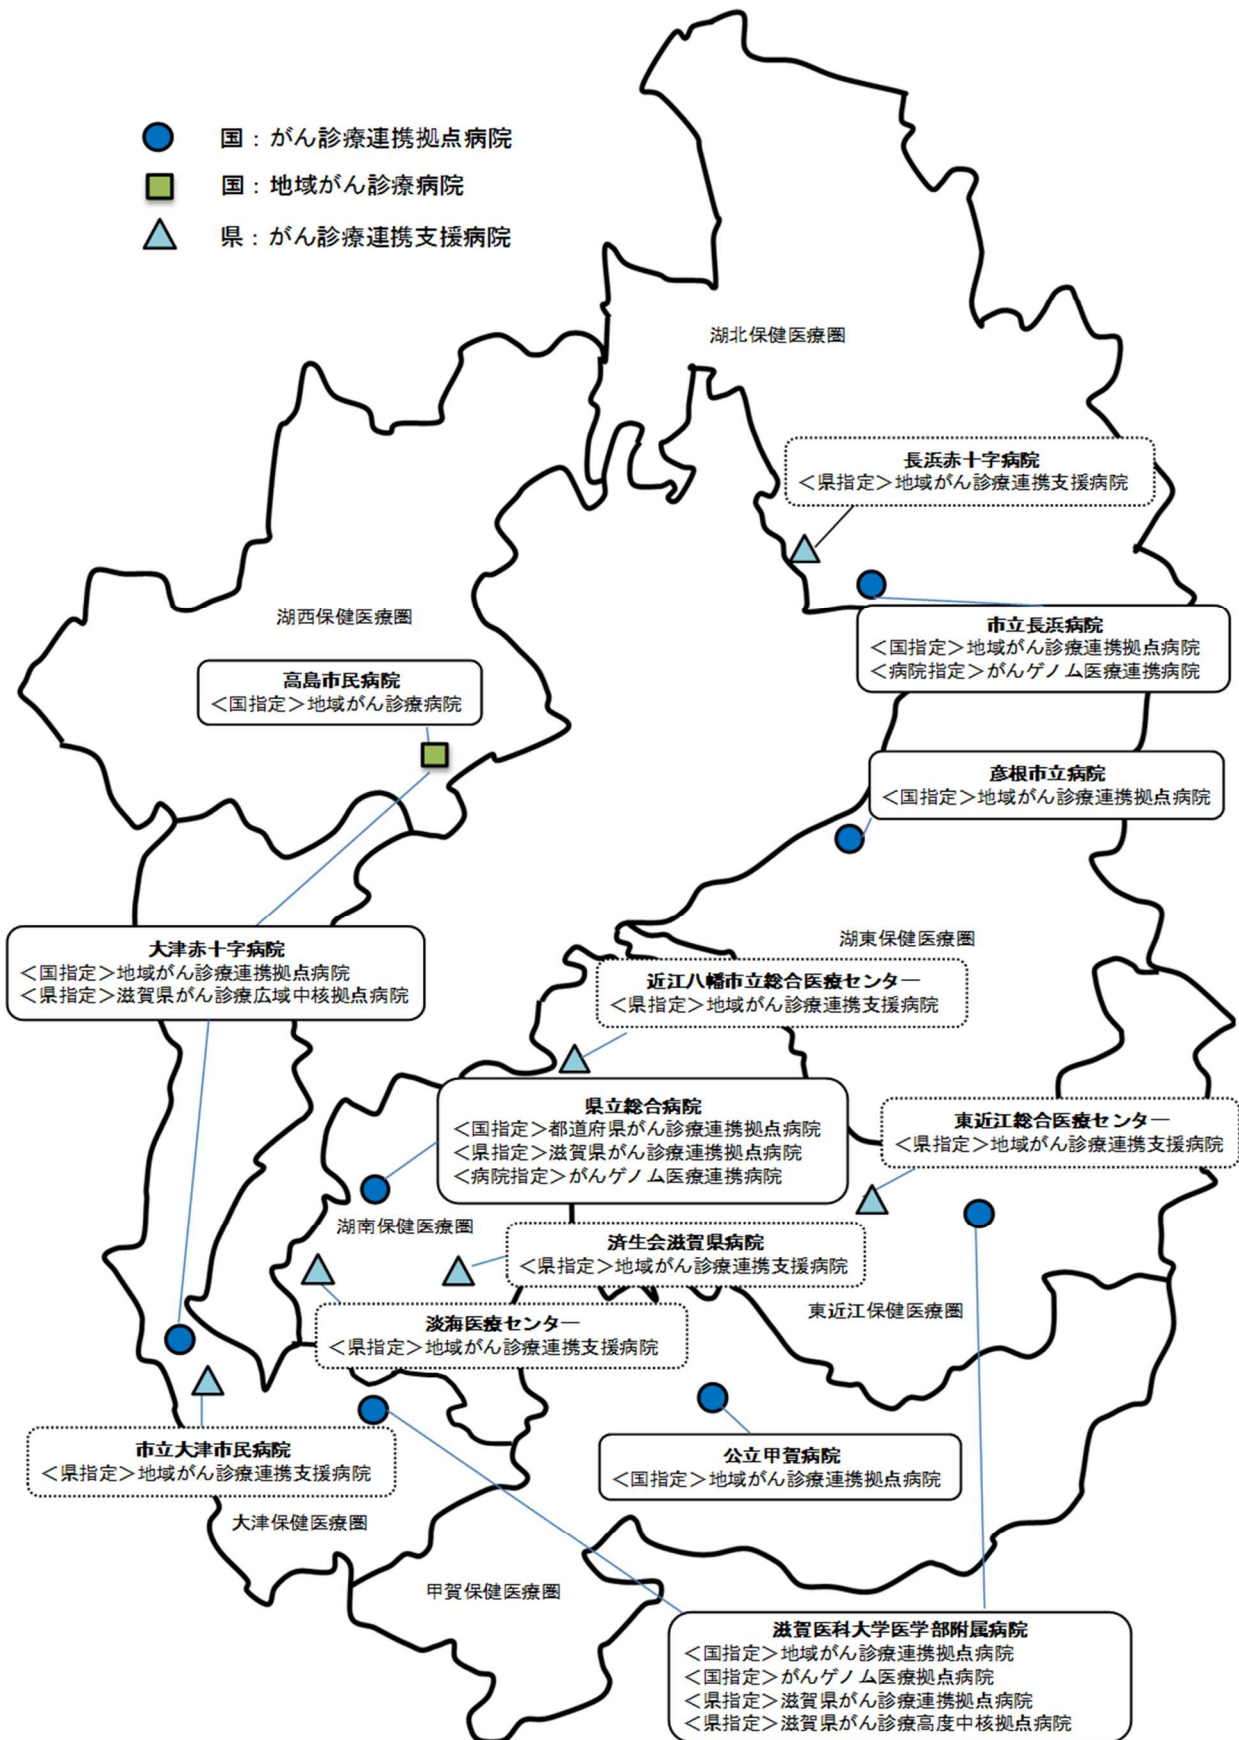 国：がん診療連携拠点病院
国：地域がん診療病院
県：がん診療連携支援病院
湖北保健医療圏
長浜赤十字病院
＜県指定＞地域がん診療連携支援病院
湖西保健医療圏
市立長浜病院
＜国指定＞地域がん診療連携拠点病院
＜病院指定＞がんゲノム医療連携病院
高島市民病院
＜国指定＞地域がん診療病院
彦根市立病院
＜国指定＞地域がん診療連携拠点病院
大津赤十字病院
＜国指定＞地域がん診療連携拠点病院
＜県指定＞滋賀県がん診療広域中核拠点病院
湖東保健医療圏
近江八幡市立総合医療センター
＜県指定＞地域がん診療連携支援病院
県立総合病院
＜国指定＞都道府県がん診療連携拠点病院
＜県指定＞滋賀県がん診療連携拠点病院
＜病院指定＞がんゲノム医療連携病院
東近江総合医療センター
＜県指定＞地域がん診療連携支援病院
湖南保健医療圏
済生会滋賀県病院
＜県指定＞地域がん診療連携支援病院
東近江保健医療圏
淡海医療センター
＜県指定＞地域がん診療連携支援病院
市立大津市民病院
＜県指定＞地域がん診療連携支援病院
公立甲賀病院
＜国指定＞地域がん診療連携拠点病院
大津保健医療圏
甲賀保健医療圏
滋賀医科大学医学部附属病院
＜国指定＞地域がん診療連携拠点病院
＜国指定＞がんゲノム医療拠点病院
＜県指定＞滋賀県がん診療連携拠点病院
＜県指定＞滋賀県がん診療高度中核拠点病院